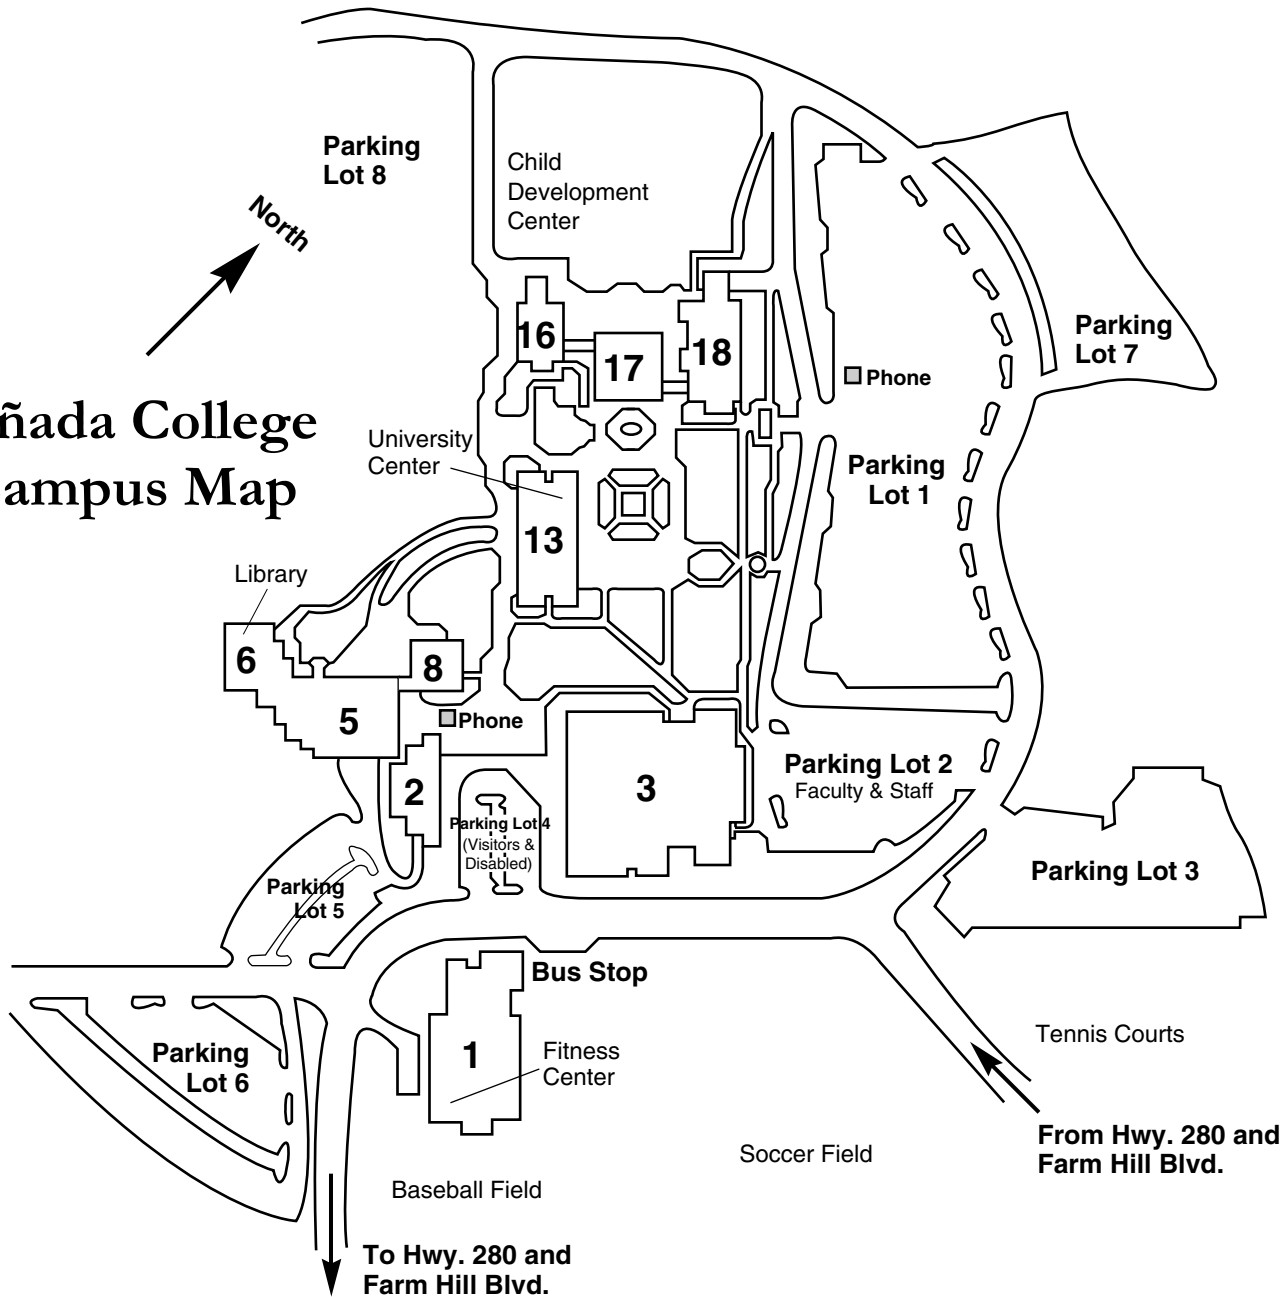 Parking
Lot 8
Child
Development
Center
North
16
17
18
Parking
Lot 7
Phone
ñada College
ampus Map
University
Center
Parking
Lot 1
13
Library
6
8
5
Phone
2
3
Parking Lot 2
Faculty & Staff
Parking Lot 4
(Visitors &
Disabled)
Parking Lot 3
Parking
Lot 5
Bus Stop
Parking
Lot 6
1
Fitness
Center
Tennis Courts
From Hwy. 280 and
Farm Hill Blvd.
Soccer Field
Baseball Field
To Hwy. 280 and
Farm Hill Blvd.